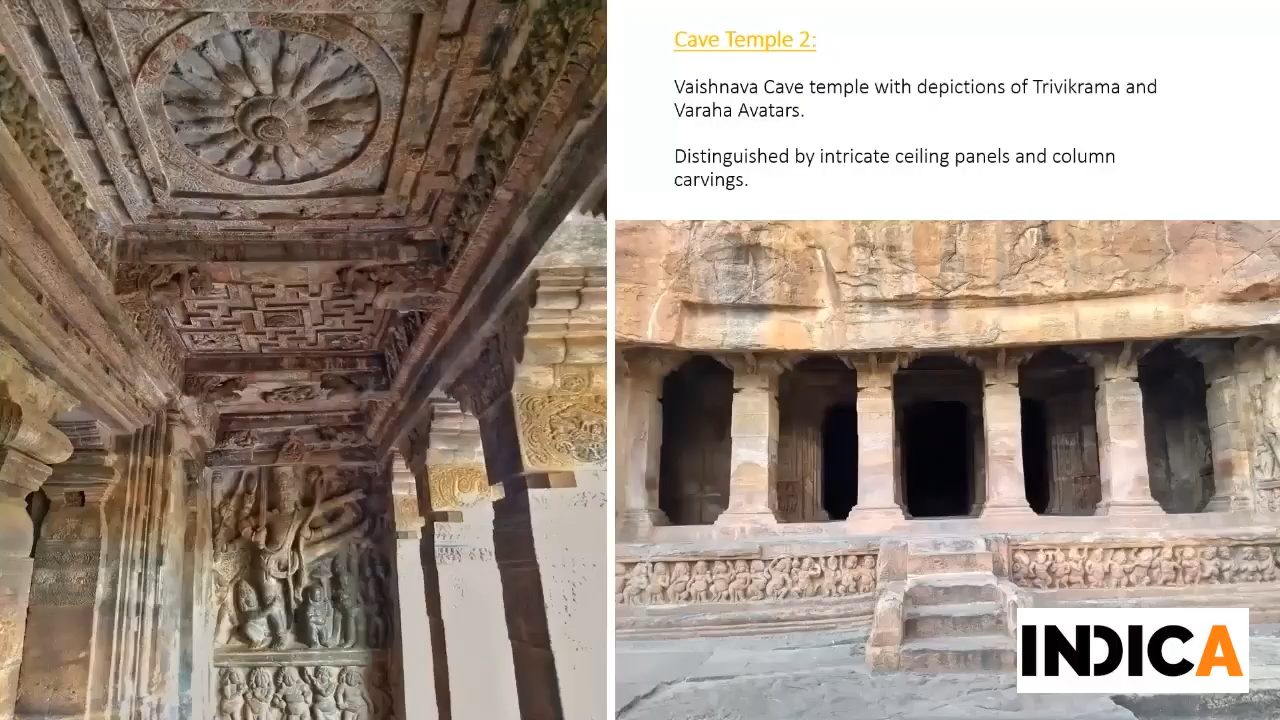 Cave Temple 2:
Vaishnava Cave temple with depictions of Trivikrama and
Varaha Avatars.
Distinguished by intricate ceiling panels and column
carvings.
INDICA